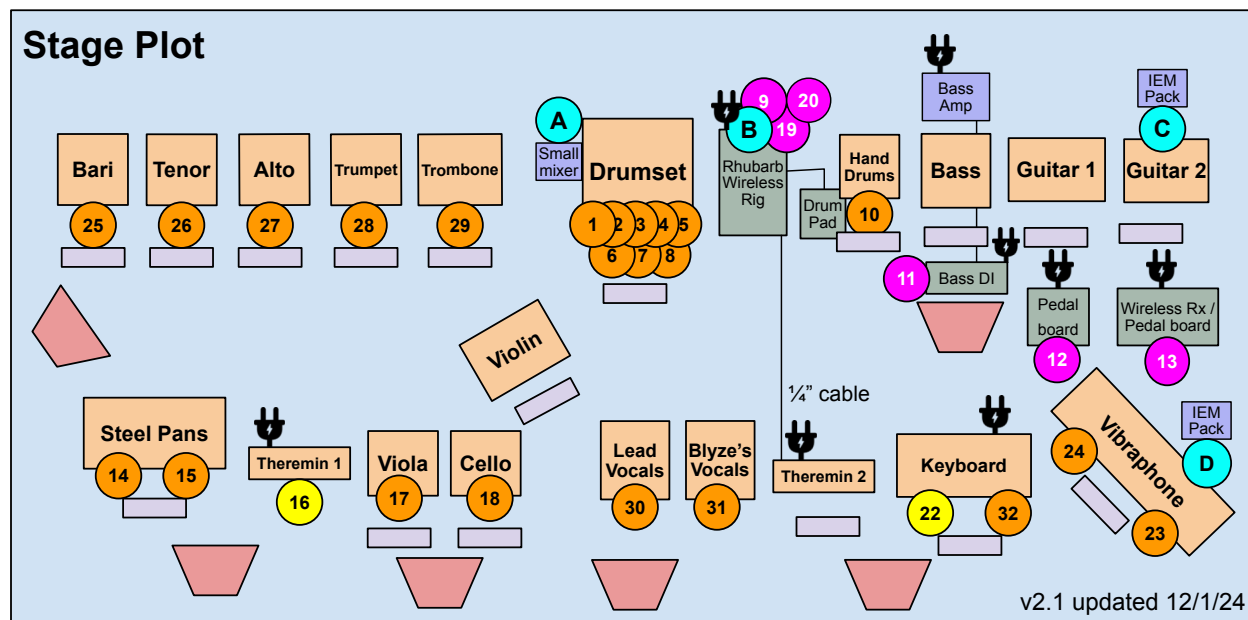 Stage Plot
Bass
Amp
IEM
Pack
A
9
20
B
19
C
Small
mixer
Bari
Tenor
Alto
Trumpet
Trombone
Drumset
Rhubarb
Wireless
Rig
Hand
Drums
Bass
Guitar 1
Guitar 2
Drum
Pad
25
26
27
28
29
1
2
3
4
5
6
7
8
10
11
Bass DI
Pedal
board
Wireless Rx /
Pedal board
12
13
Violin
¼” cable
IEM
Pack
D
Steel Pans
Theremin 1
Viola
Cello
Lead
Vocals
Blyze’s
Vocals
Theremin 2
Keyboard
Vibraphone
24
23
14
15
16
17
18
30
31
22
32
v2.1 updated 12/1/24